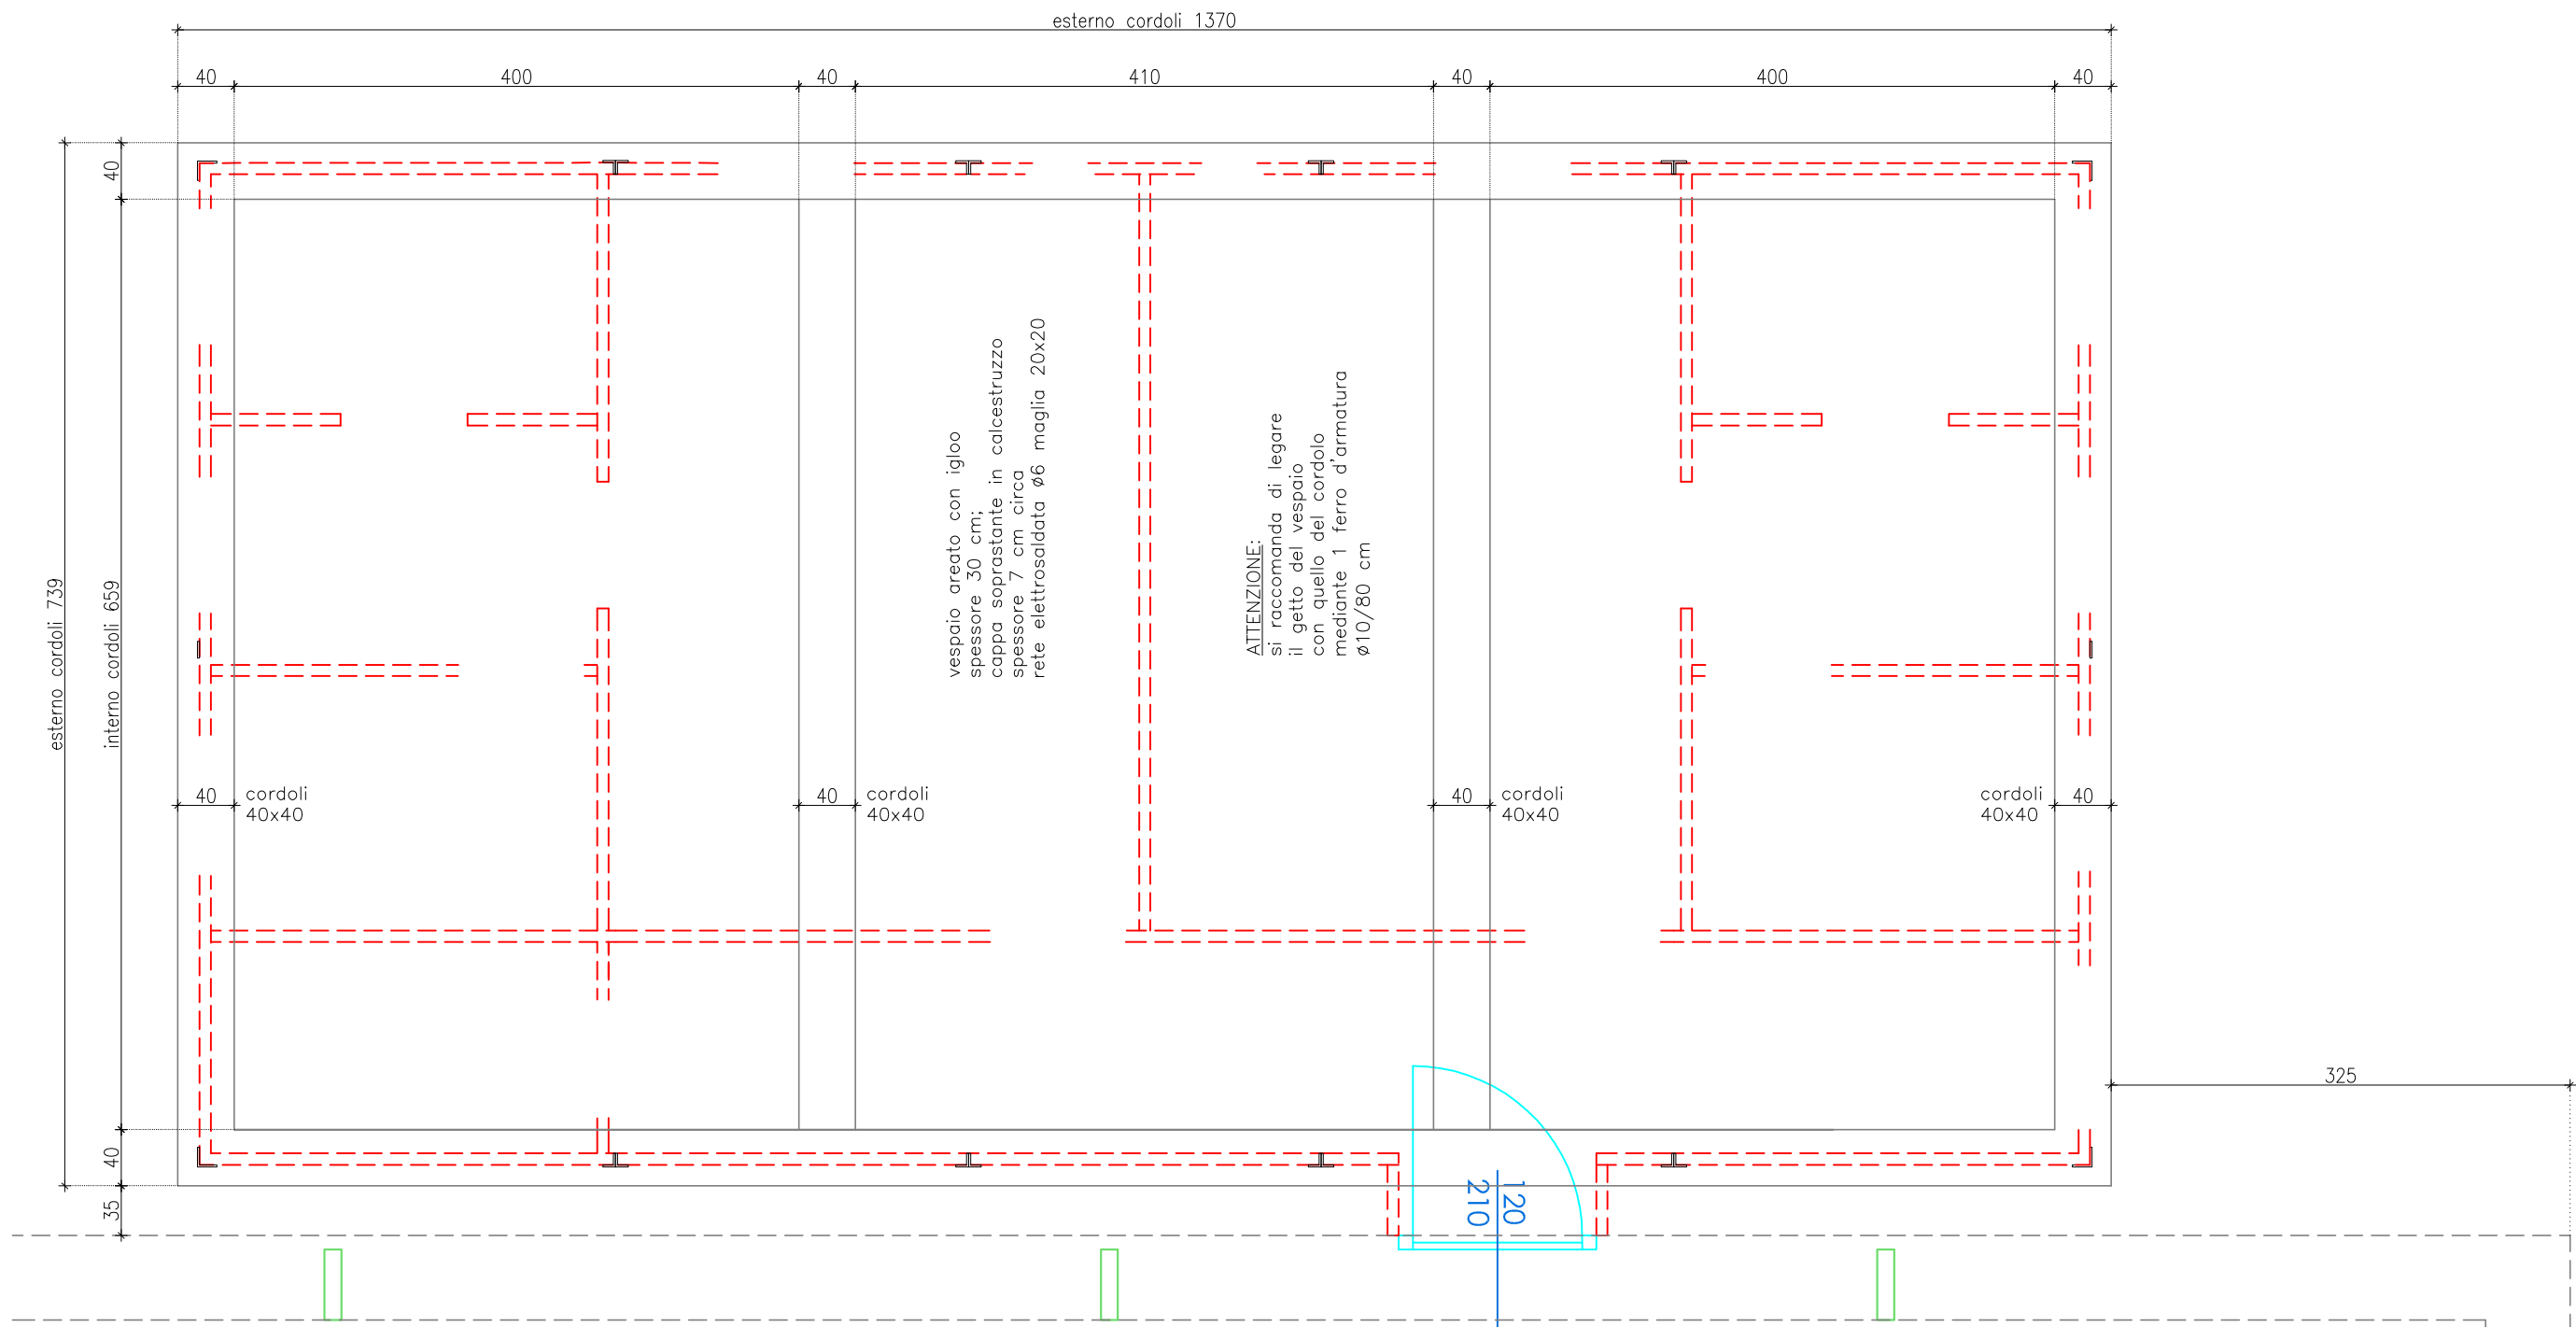 esterno cordoli 1370
40 400 40 410 40 400 40
40
esterno cordoli 739
interno cordoli 659
40
35
vespaio areato con igloo
spessore 30 cm;
cappa soprastante in calcestruzzo
spessore 7 cm circa
rete elettrosaldata ø6 maglia 20x20
ATTENZIONE:
si raccomanda di legare
il getto del vespaio
con quello del cordolo
mediante 1 ferro d'armatura
ø10/80 cm
40 cordoli
40x40
40 cordoli
40x40
40 cordoli
40x40
cordoli 40
40x40
325
120
210